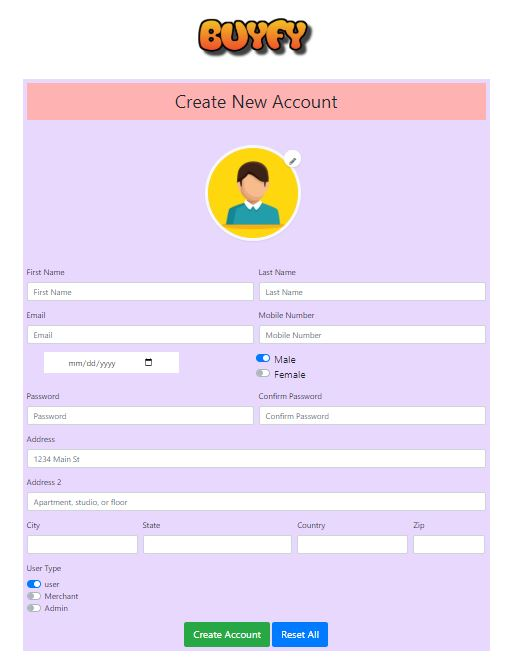 BUYFY
Create New Account
First Name Last Name
First Name Last Name
Email Mobile Number
Email Mobile Number
mm/dd/yyyy Male
Female
Password Confirm Password
Password Confirm Password
Address
1234 Main St
Address 2
Apartment, studio, or floor
City State Country Zip
User Type
user
Merchant
Admin
Create Account Reset All